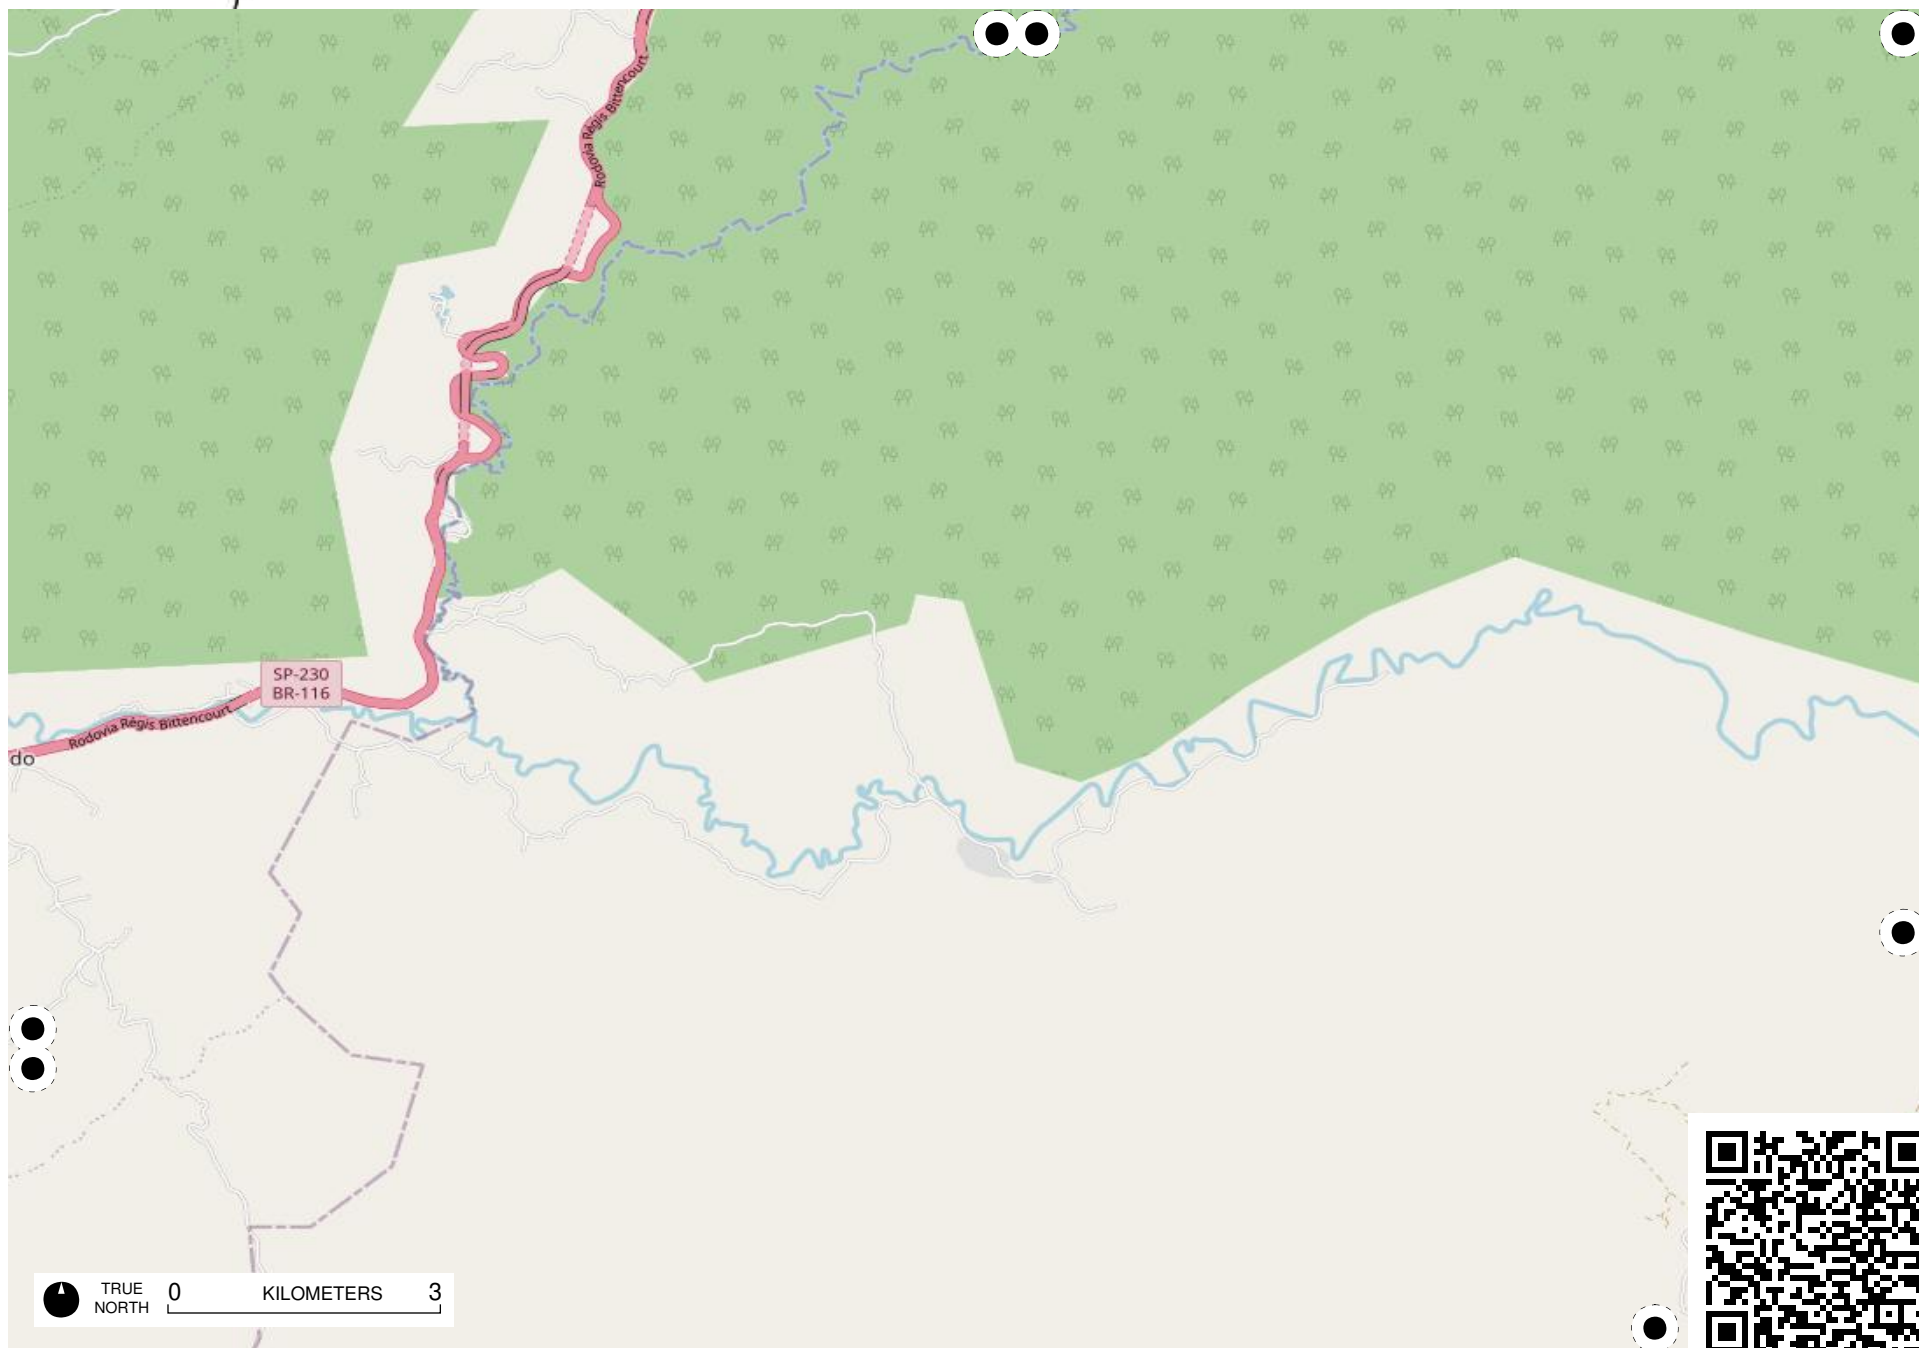 Rodovia Régis Bittencourt
SP-230
BR-116
Rodovia Régis Bittencourt
do
TRUE
NORTH
0 KILOMETERS 3